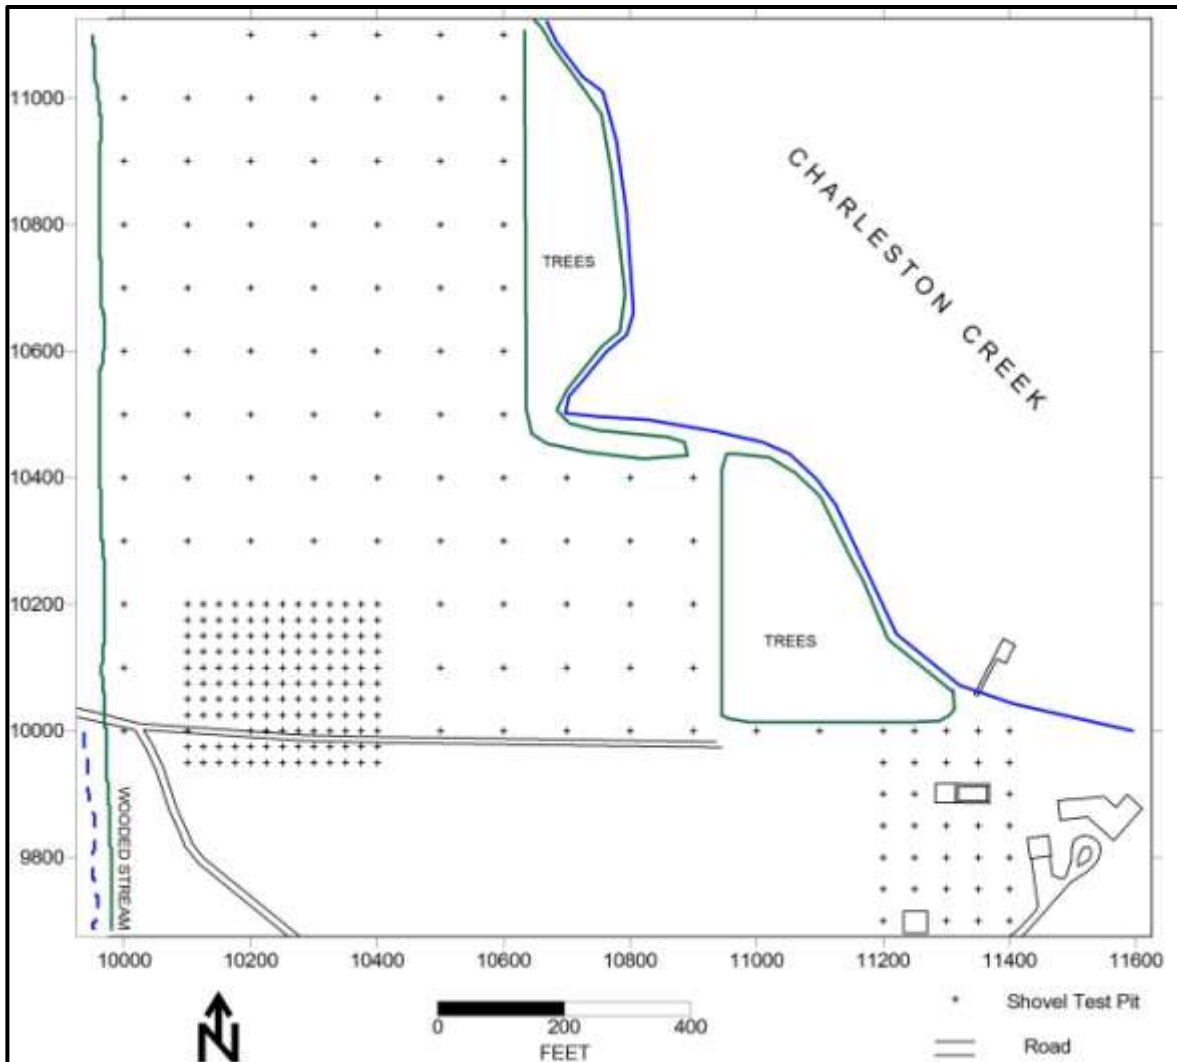 11000
10800
10600
10400
10200
10000
9800
TREES
CHARLESTON CREEK
TREES
WOODED STREAM
10000 10200 10400 10600 10800 11000 11200 11400 11600
N
0 200 400
FEET
Shovel Test Pit
Road